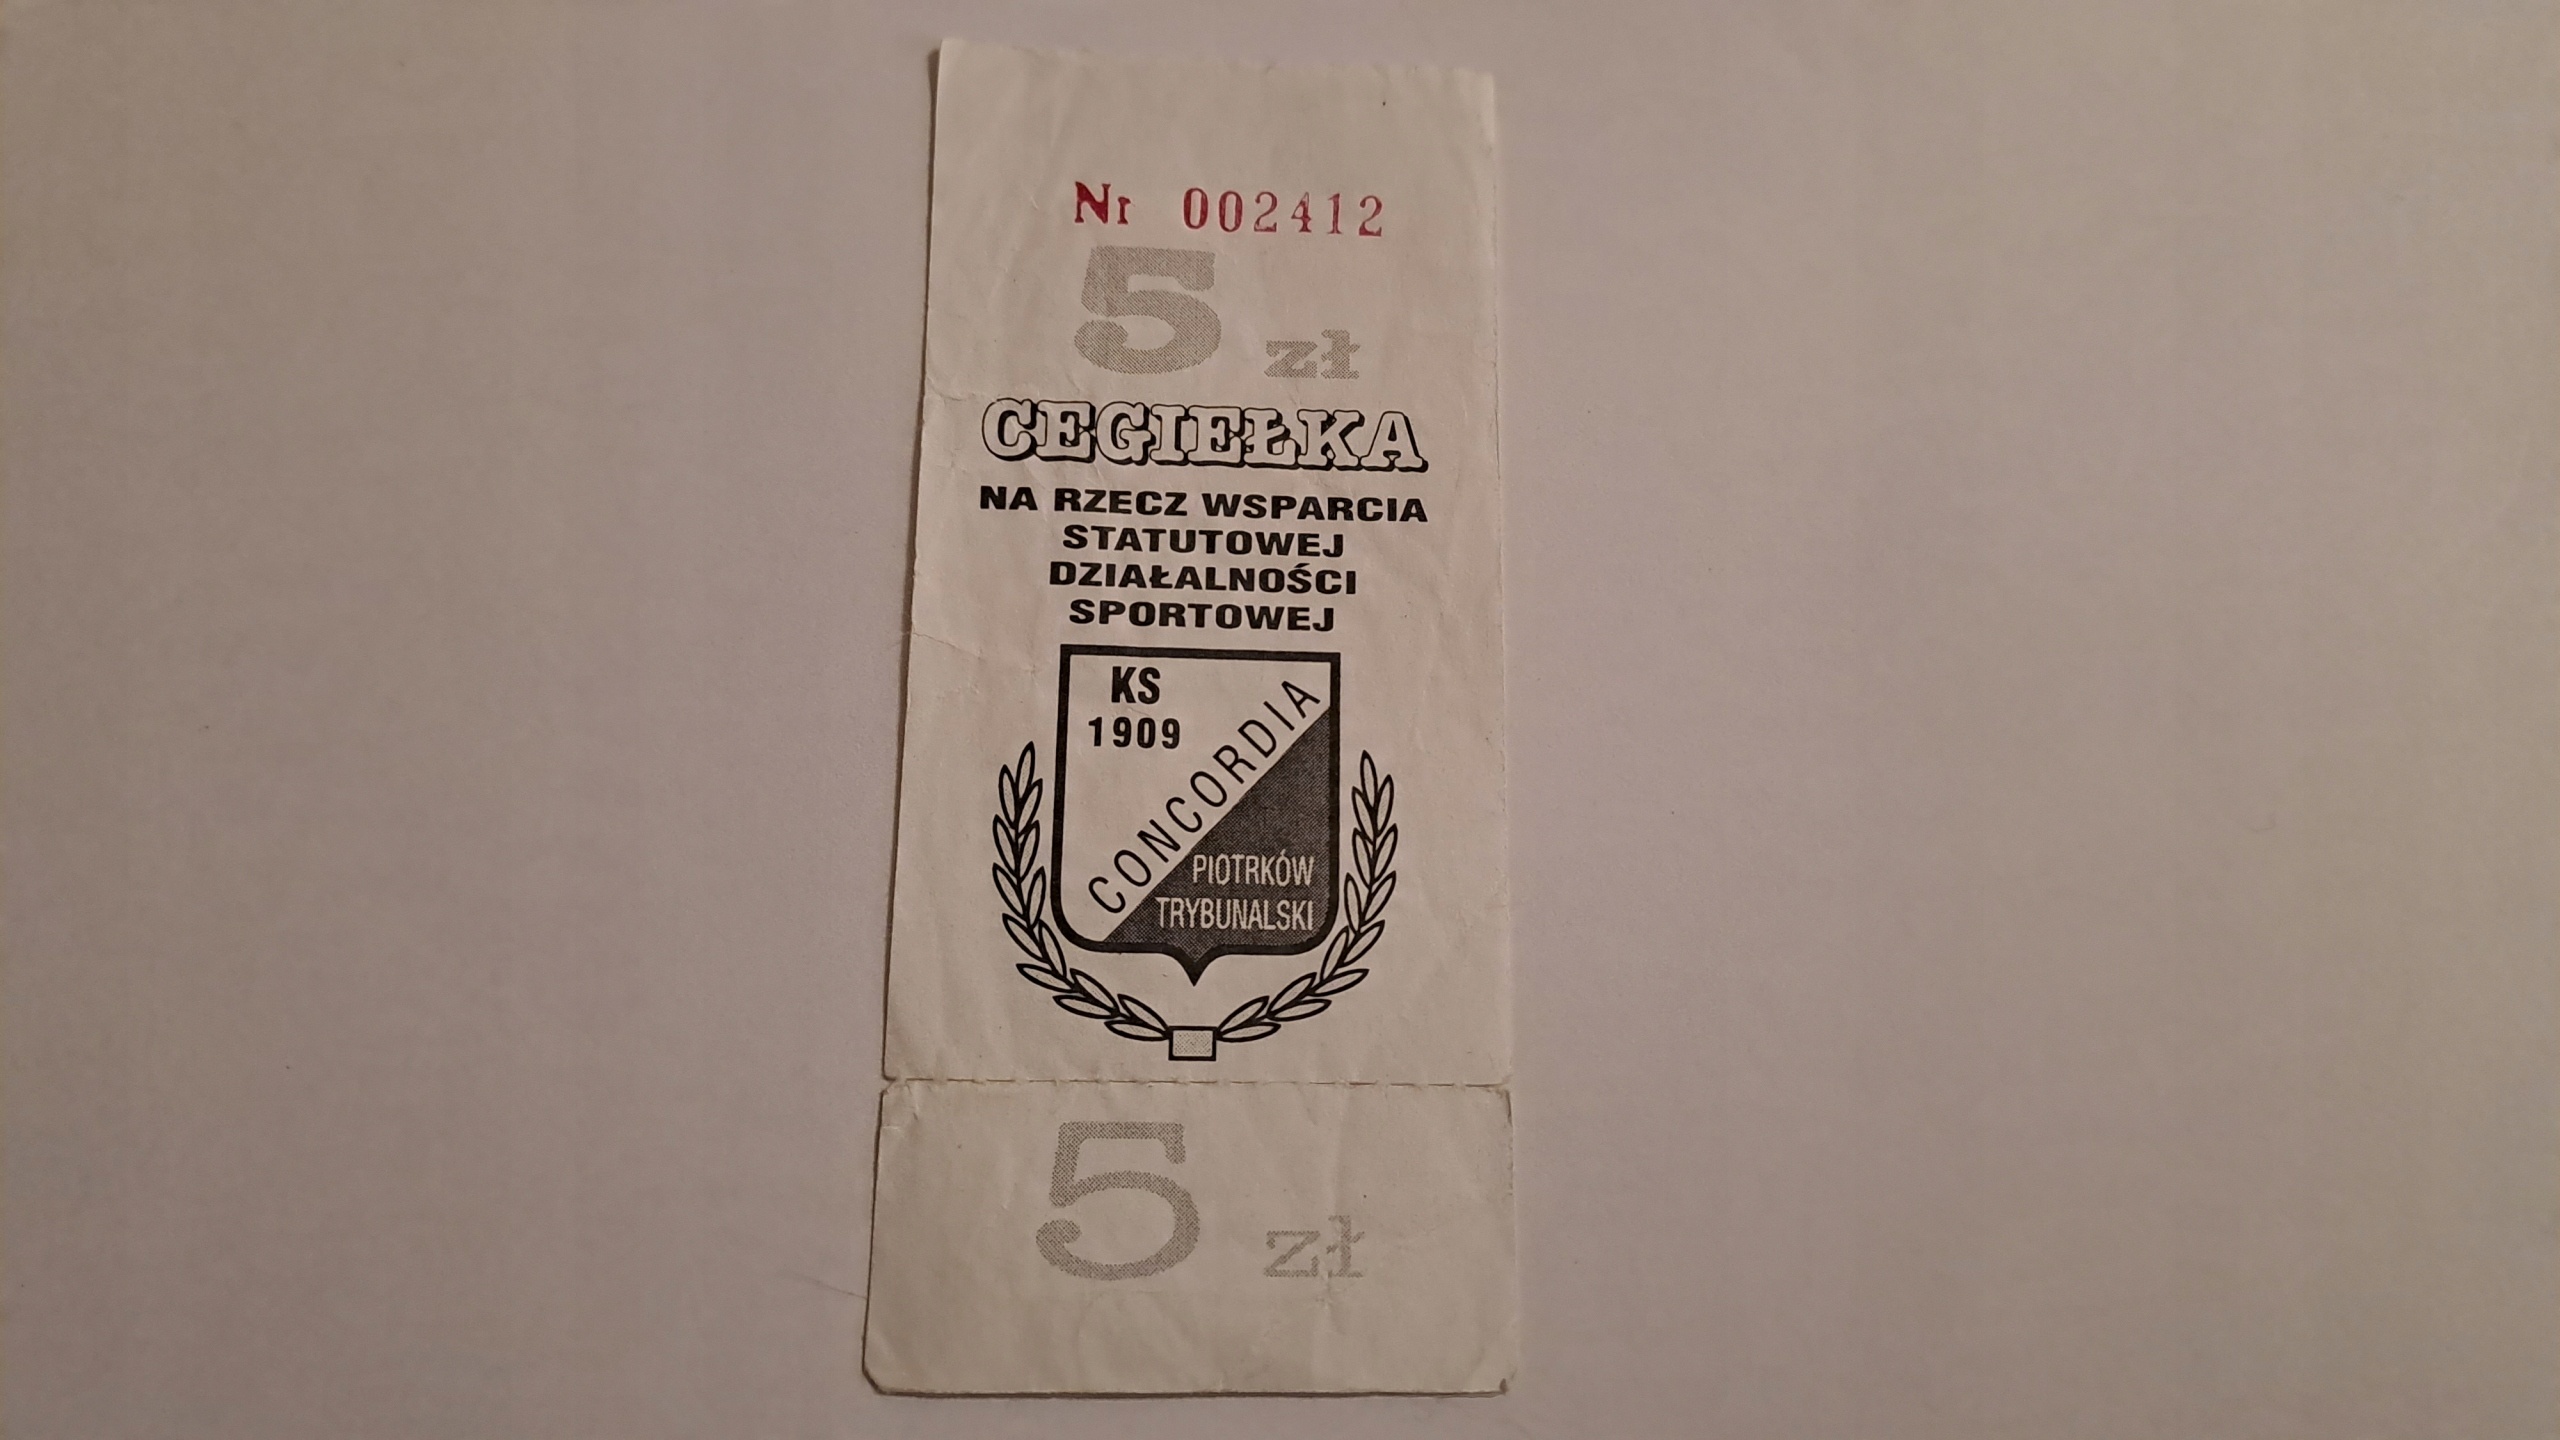 Nr 002412
5 zł
CEGIEŁKA
NA RZECZ WSPARCIA
STATUTOWEJ
DZIAŁALNOŚCI
SPORTOWEJ
KS
1909
CONCORDIA
PIOTRKÓW
TRYBUNALSKI
5 zł